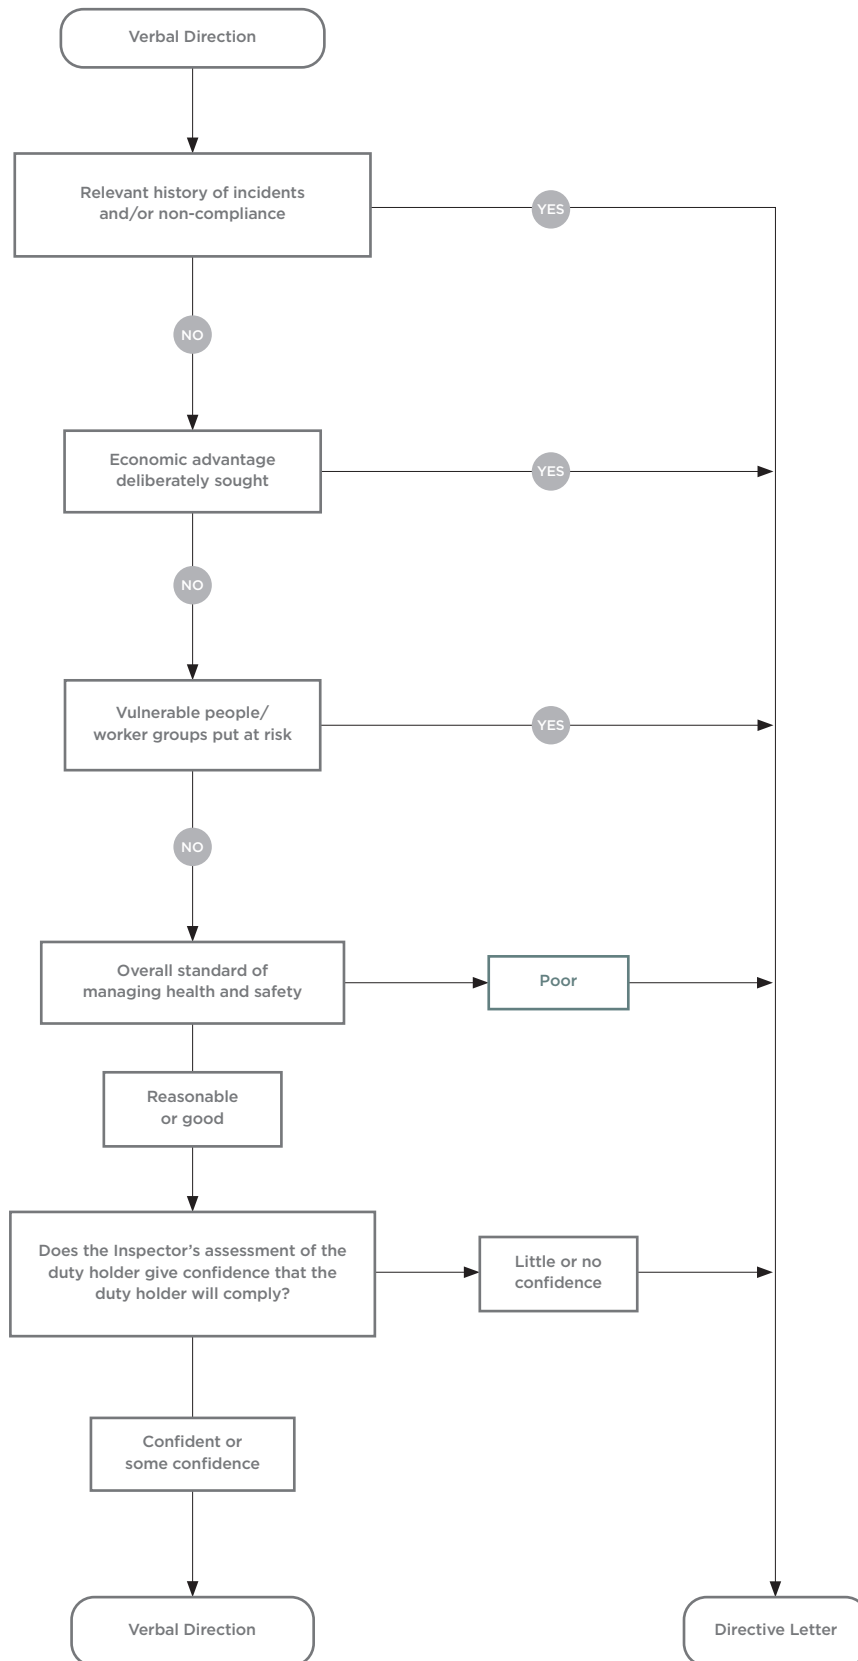 Verbal Direction
Relevant history of incidents
and/or non-compliance
YES
NO
Economic advantage
deliberately sought
YES
NO
Vulnerable people/
worker groups put at risk
YES
NO
Overall standard of
managing health and safety
Poor
Reasonable
or good
Does the Inspector’s assessment of the
duty holder give confidence that the
duty holder will comply?
Little or no
confidence
Confident or
some confidence
Verbal Direction
Directive Letter